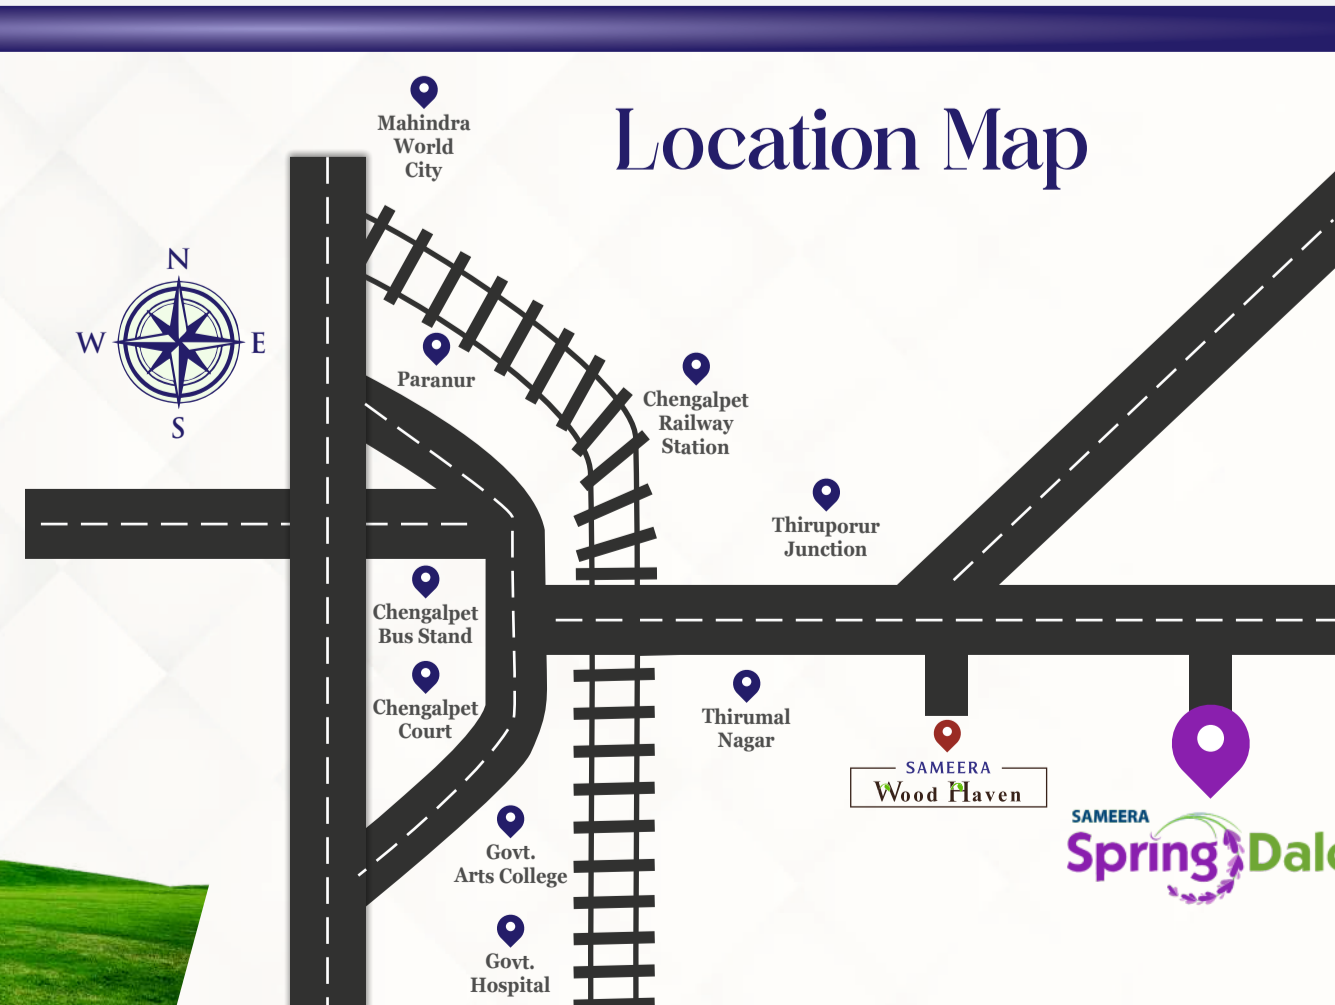 Location Map
Mahindra
World
City
N
W
E
S
Paranur
Chengalpet
Railway
Station
Thiruporur
Junction
Chengalpet
Bus Stand
Chengalpet
Court
Thirumal
Nagar
SAMEERA
Wood Haven
SAMEERA
Spring Dale
Govt.
Arts College
Govt.
Hospital